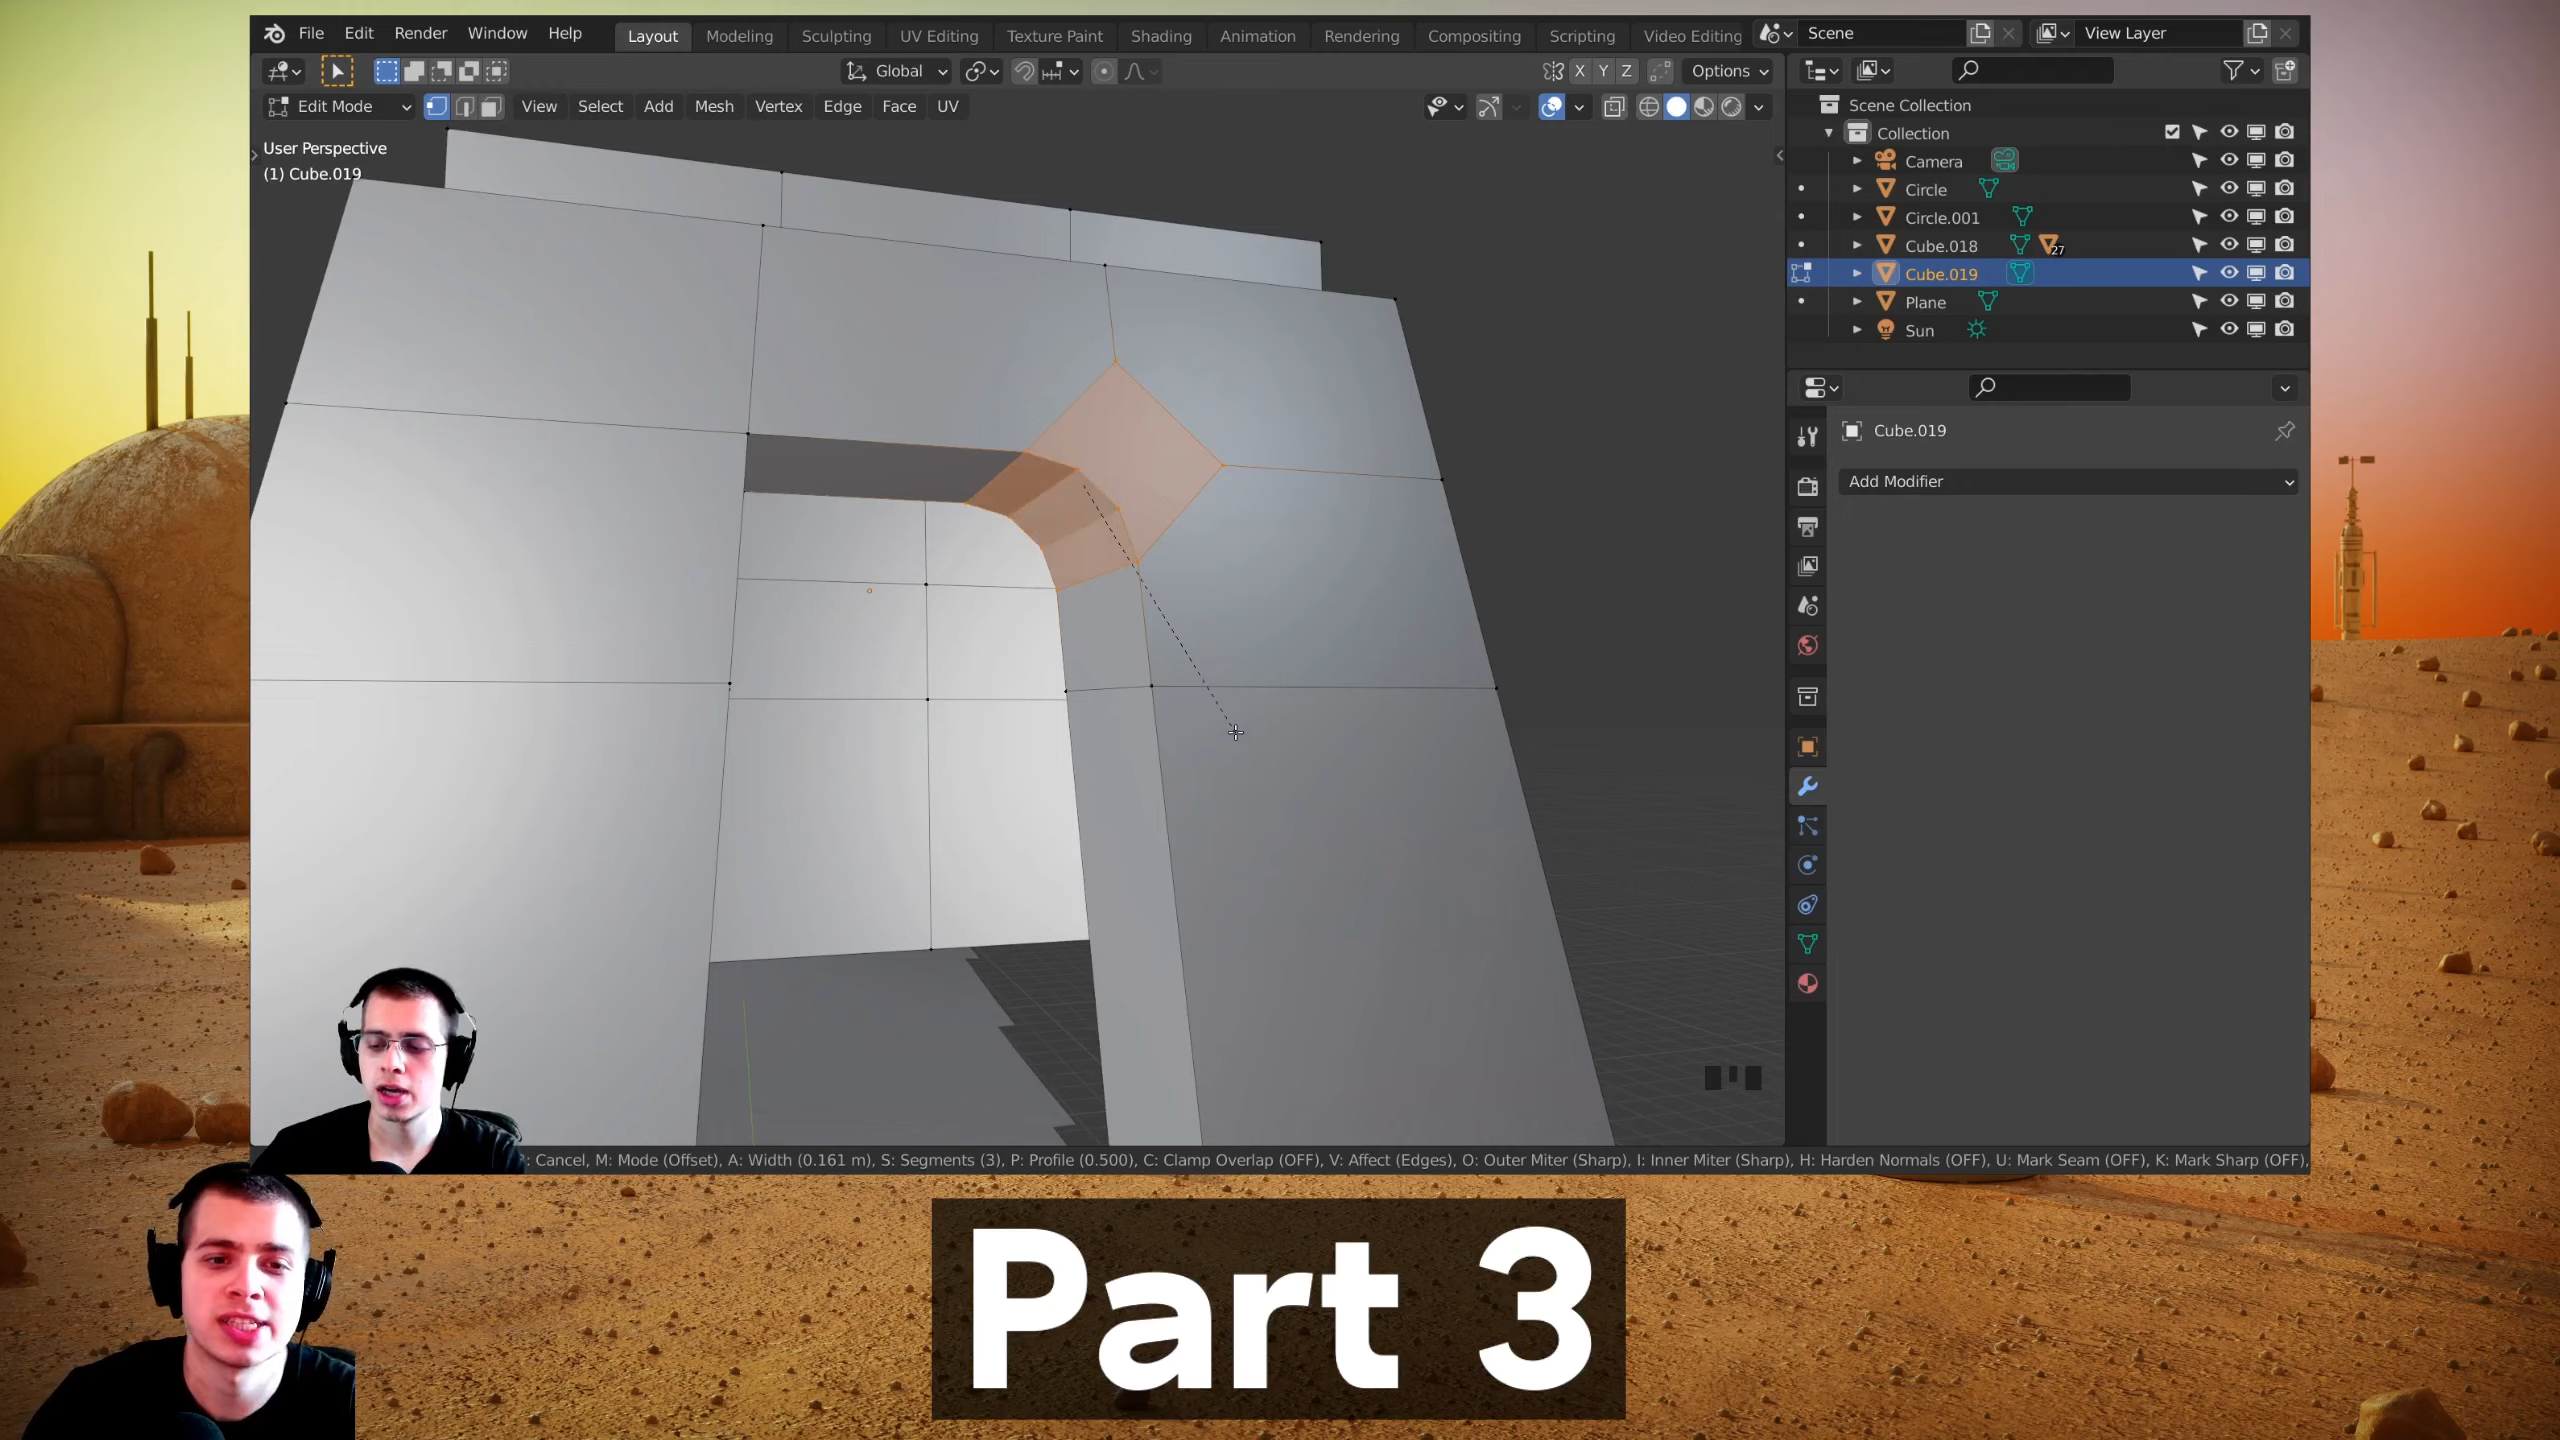 File Edit Render Window Help Layout Modeling Sculpting UV Editing Texture Paint Shading Animation Rendering Compositing Scripting Video Editing Scene View Layer
Global X Y Z Options
Edit Mode View Select Add Mesh Vertex Edge Face UV
User Perspective
(1) Cube.019
Scene Collection
Collection
Camera
Circle
Circle.001
Cube.018 27
Cube.019
Plane
Sun
Cube.019
Add Modifier
: Cancel, M: Mode (Offset), A: Width (0.161 m), S: Segments (3), P: Profile (0.500), C: Clamp Overlap (OFF), V: Affect (Edges), O: Outer Miter (Sharp), I: Inner Miter (Sharp), H: Harden Normals (OFF), U: Mark Seam (OFF), K: Mark Sharp (OFF),
Part 3